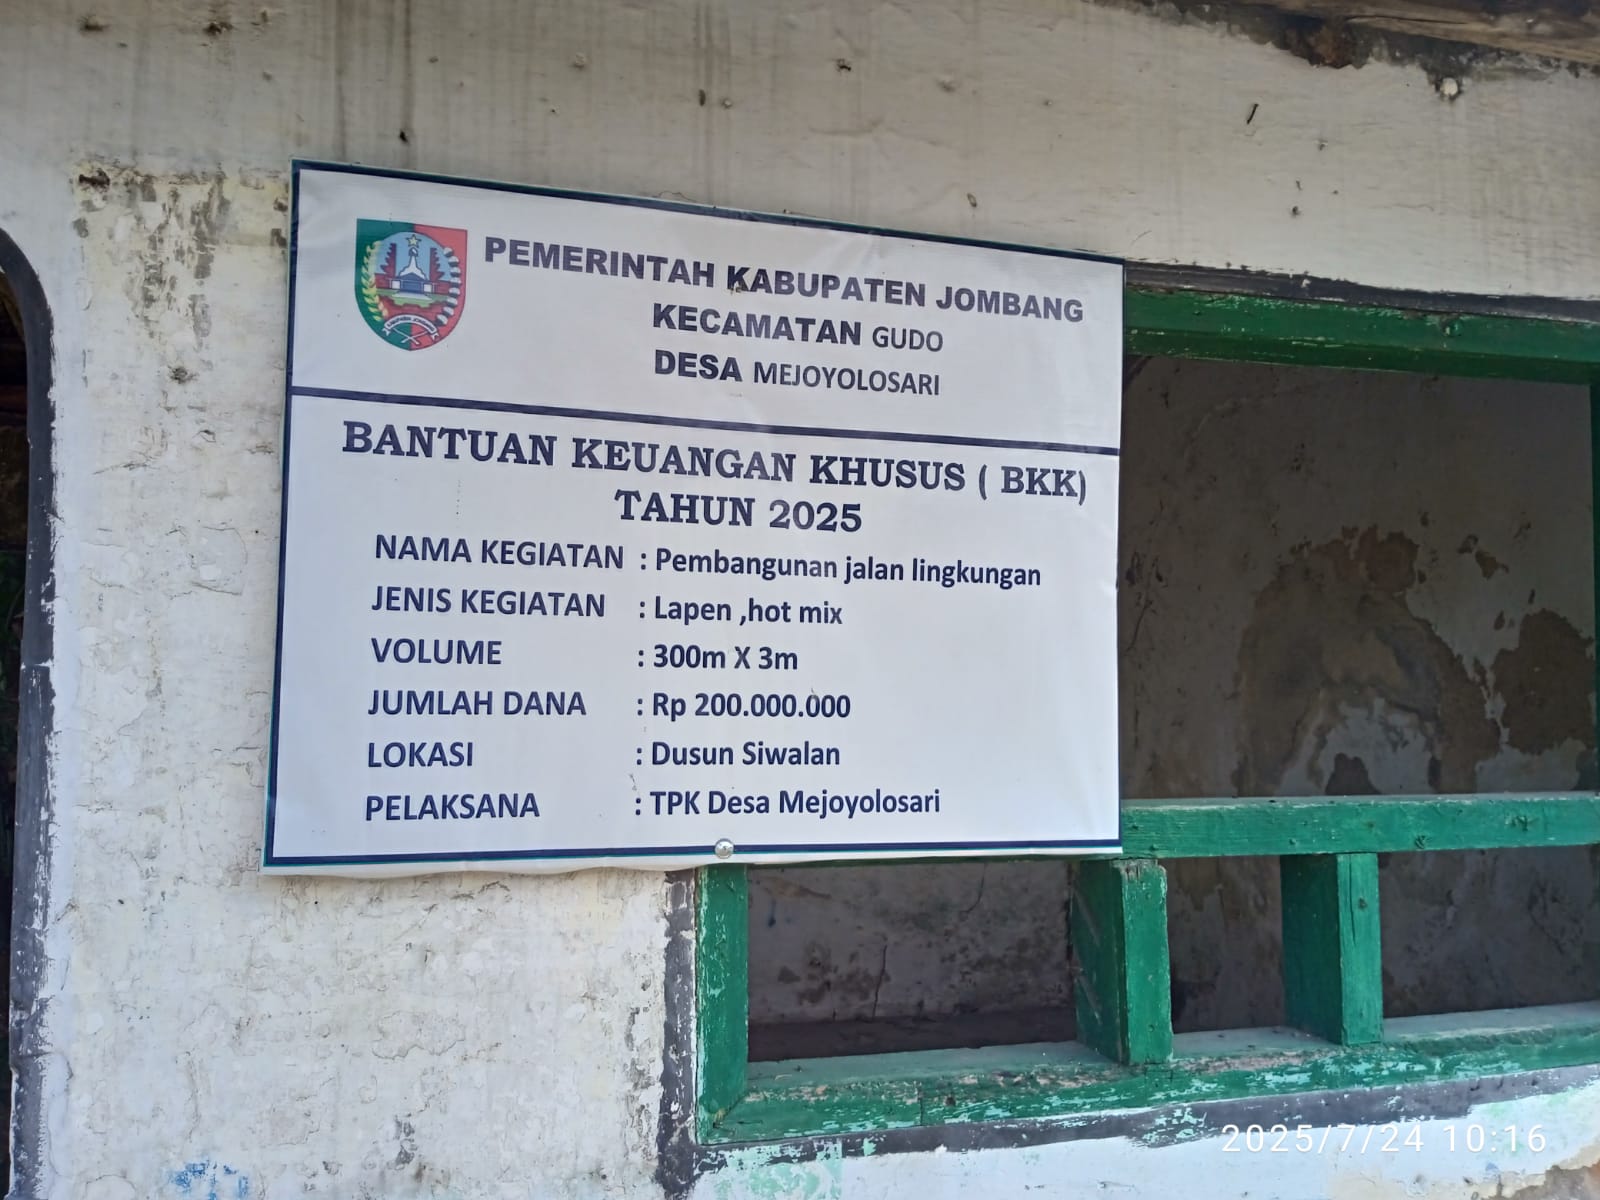 PEMERINTAH KABUPATEN JOMBANG
KECAMATAN GUDO
DESA MEJOYOLOSARI
BANTUAN KEUANGAN KHUSUS ( BKK)
TAHUN 2025
NAMA KEGIATAN : Pembangunan jalan lingkungan
JENIS KEGIATAN : Lapen ,hot mix
VOLUME : 300m X 3m
JUMLAH DANA : Rp 200.000.000
LOKASI : Dusun Siwalan
PELAKSANA : TPK Desa Mejoyolosari
2025/7/24 10:16